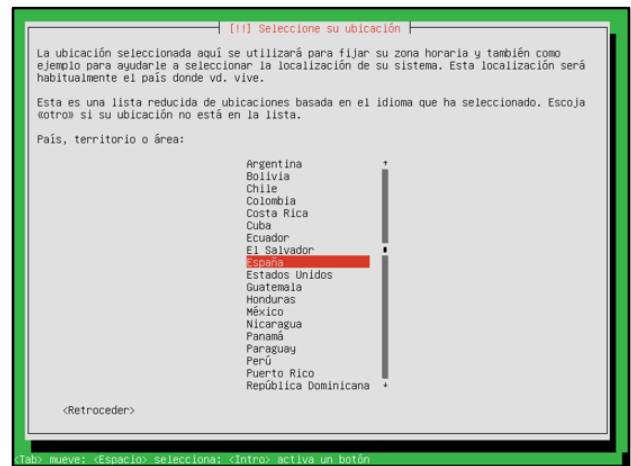 [!!] Seleccione su ubicación
La ubicación seleccionada aquí se utilizará para fijar su zona horaria y también como
ejemplo para ayudarle a seleccionar la localización de su sistema. Esta localización será
habitualmente el país donde vd. vive.
Esta es una lista reducida de ubicaciones basada en el idioma que ha seleccionado. Escoja
«otro» si su ubicación no está en la lista.
País, territorio o área:
Argentina
Bolivia
Chile
Colombia
Costa Rica
Cuba
Ecuador
El Salvador
España
Estados Unidos
Guatemala
Honduras
México
Nicaragua
Panamá
Paraguay
Perú
Puerto Rico
República Dominicana
<Retroceder>
<Tab> mueve; <Espacio> selecciona; <Intro> activa un botón